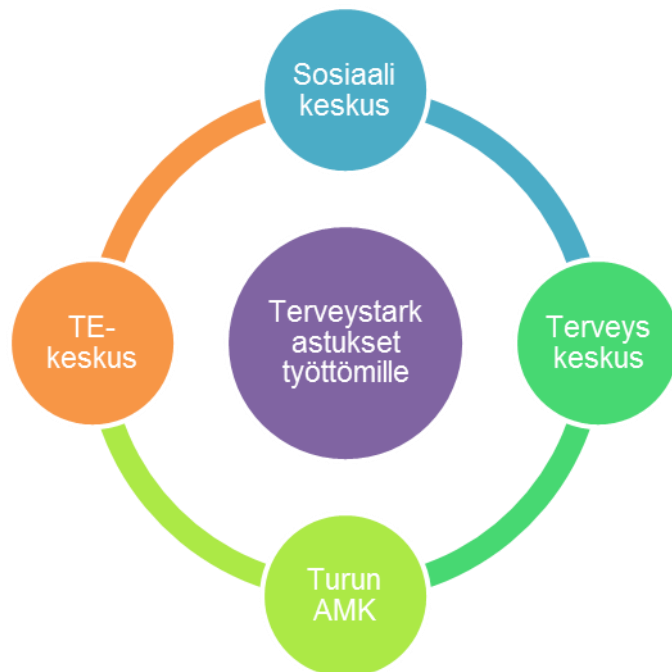 Sosiaali
keskus
TE-
keskus
Terveystark
astukset
työttömille
Terveys
keskus
Turun
AMK